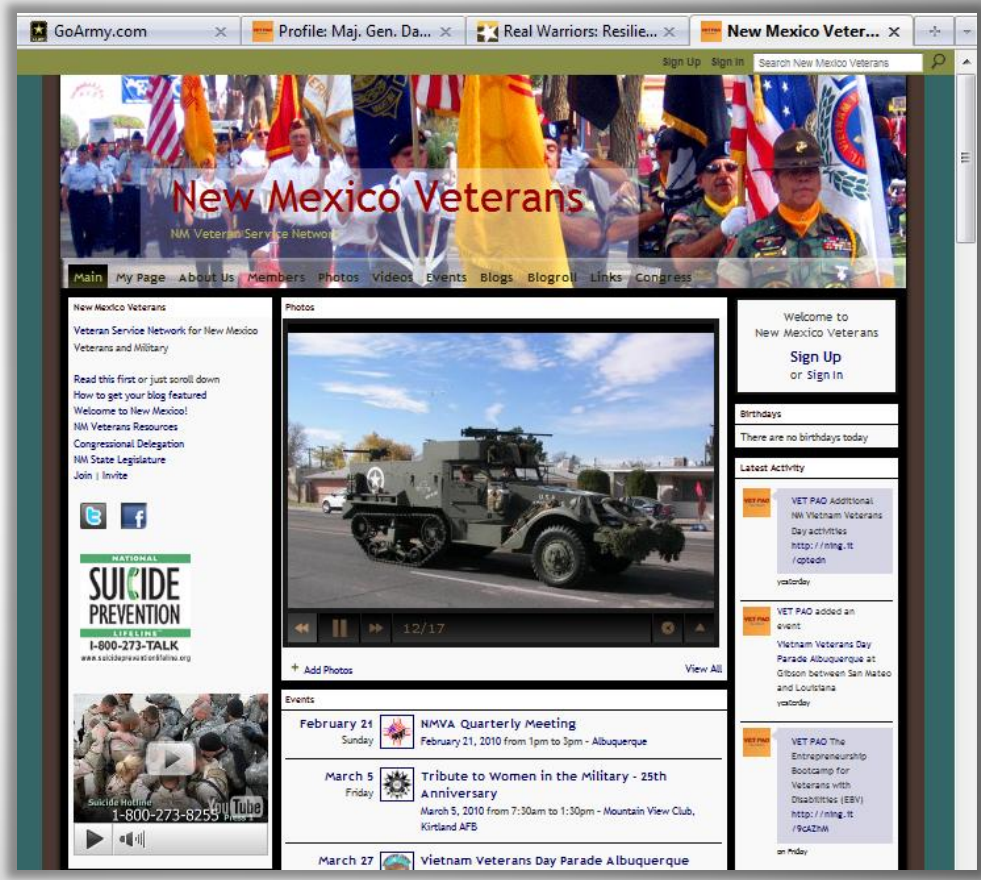 GoArmy.com
Profile: Maj. Gen. Da...
Real Warriors: Resilie...
New Mexico Veter...
Sign Up Sign In Search New Mexico Veterans
New Mexico Veterans
NM Veteran Service Network
Main My Page About Us Members Photos Videos Events Blogs Blogroll Links Congress
New Mexico Veterans
Veteran Service Network for New Mexico
Veterans and Military
Read this first or just scroll down
How to get your blog featured
Welcome to New Mexico!
NM Veterans Resources
Congressional Delegation
NM State Legislature
Join | Invite
NATIONAL
SUICIDE
PREVENTION
LIFELINE
1-800-273-TALK
www.suicidepreventionlifeline.org
Suicide Hotline
1-800-273-8255 Press 1
YouTube
Photos
12/17
+ Add Photos
View All
Events
February 21
Sunday
NMVA Quarterly Meeting
February 21, 2010 from 1pm to 3pm - Albuquerque
March 5
Friday
Tribute to Women in the Military - 25th
Anniversary
March 5, 2010 from 7:30am to 1:30pm - Mountain View Club,
Kirtland AFB
March 27
Vietnam Veterans Day Parade Albuquerque
Welcome to
New Mexico Veterans
Sign Up
or Sign In
Birthdays
There are no birthdays today
Latest Activity
VET PAO
VET PAO Additional
NM Vietnam Veterans
Day activities
http://ning.it
/cptedn
yesterday
VET PAO
VET PAO added an
event
Vietnam Veterans Day
Parade Albuquerque at
Gibson between San Mateo
and Louisiana
yesterday
VET PAO
VET PAO The
Entrepreneurship
Bootcamp for
Veterans with
Disabilities (EBV)
http://ning.it
/9cAZhM
on Friday